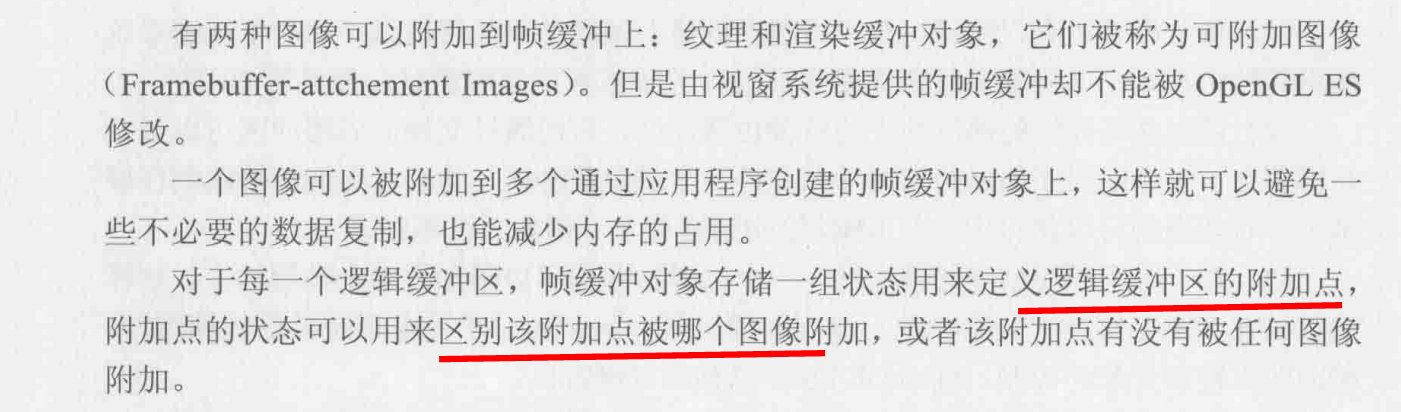 有两种图像可以附加到帧缓冲上：纹理和渲染缓冲对象，它们被称为可附加图像
（Framebuffer-attchement Images）。但是由视窗系统提供的帧缓冲却不能被 OpenGL ES
修改。
一个图像可以被附加到多个通过应用程序创建的帧缓冲对象上，这样就可以避免一
些不必要的数据复制，也能减少内存的占用。
对于每一个逻辑缓冲区，帧缓冲对象存储一组状态用来定义逻辑缓冲区的附加点，
附加点的状态可以用来区别该附加点被哪个图像附加，或者该附加点有没有被任何图像
附加。